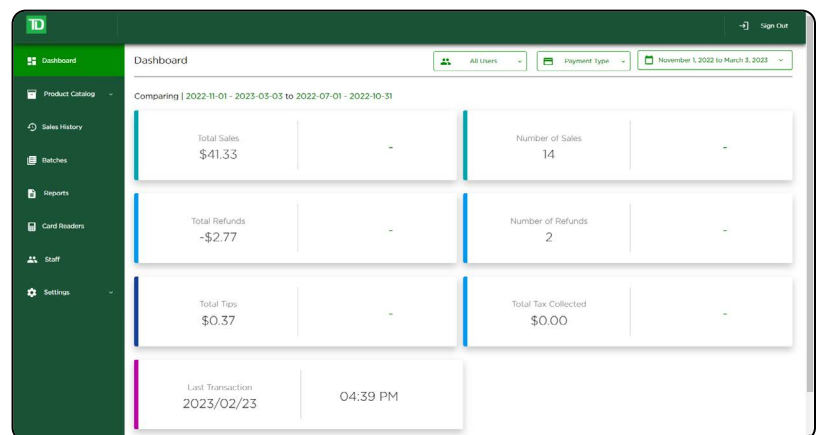 TD
Sign Out
Dashboard
Product Catalog
Sales History
Batches
Reports
Card Readers
Staff
Settings
Dashboard
All Users
Payment Type
November 1, 2022 to March 3, 2023
Comparing | 2022-11-01 - 2023-03-03 to 2022-07-01 - 2022-10-31
Total Sales
$41.33
-
Number of Sales
14
-
Total Refunds
-$2.77
-
Number of Refunds
2
-
Total Tips
$0.37
-
Total Tax Collected
$0.00
-
Last Transaction
2023/02/23
04:39 PM